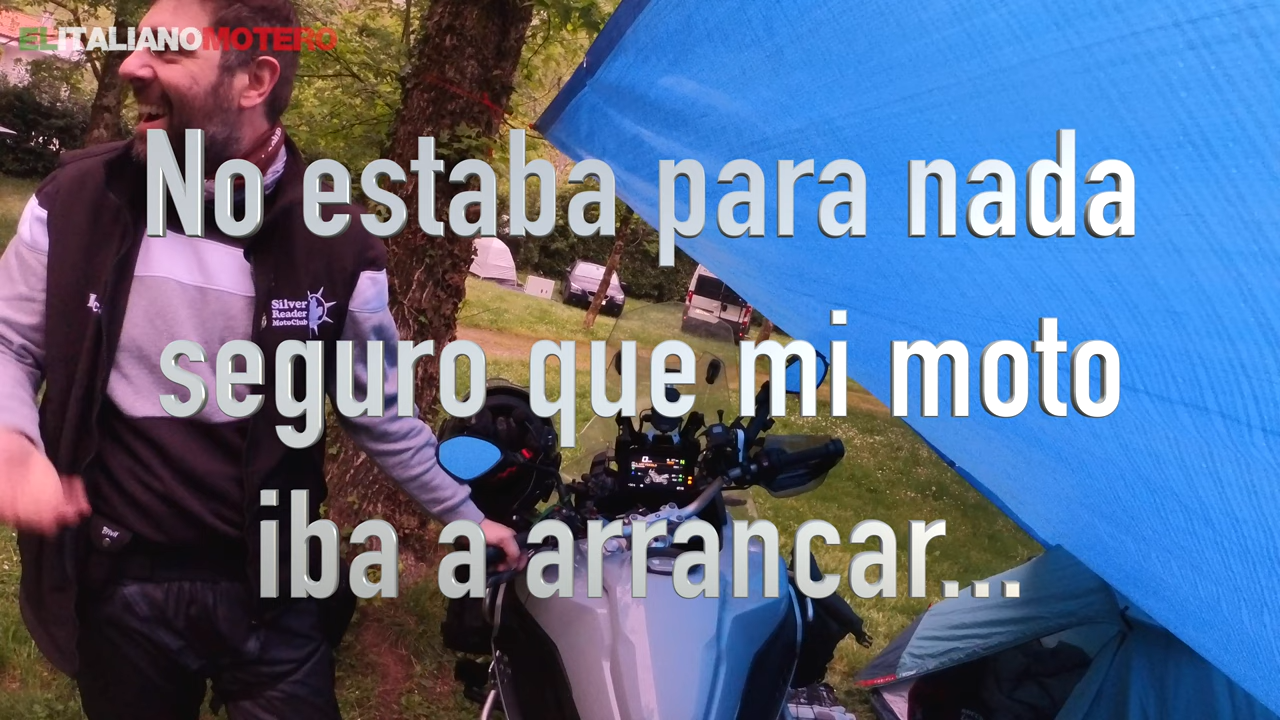 ELITALIANOMOTERO
No estaba para nada
seguro que mi moto
iba a arrancar...
Silver
Reader
MotoClub